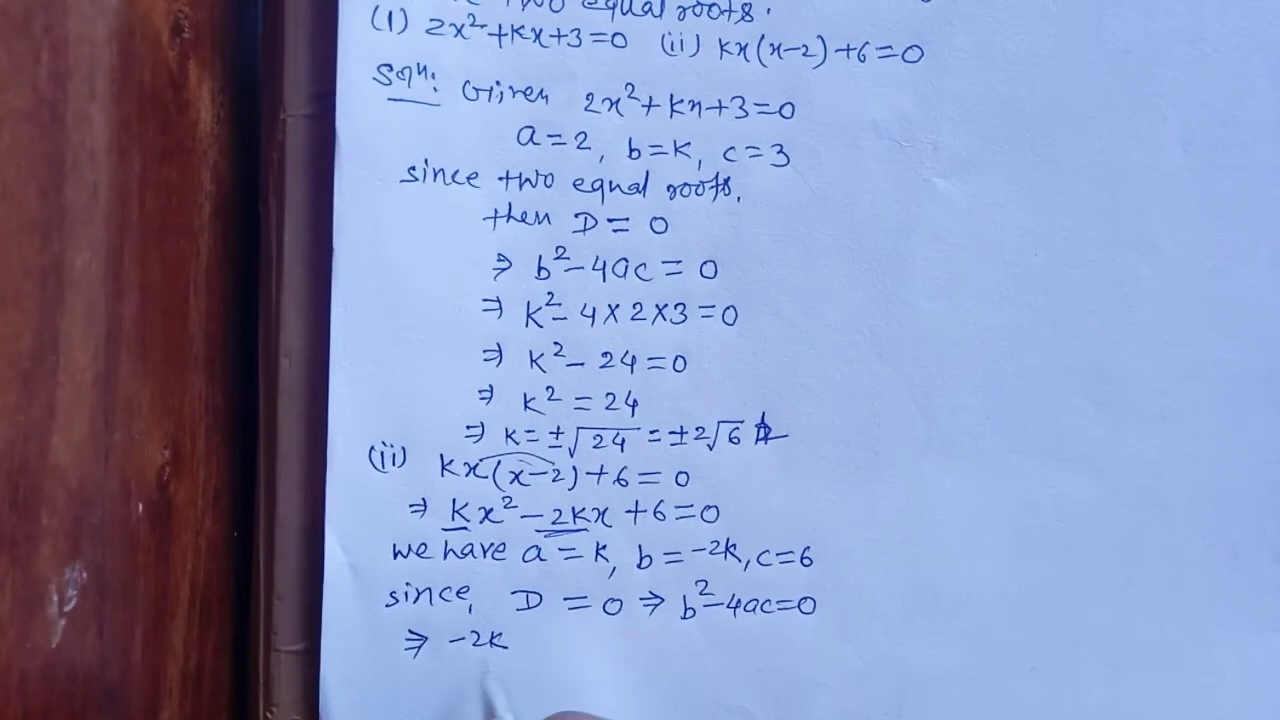 two equal roots.
(i) 2x²+kx+3=0 (ii) kx(x-2)+6=0
Solⁿ: Given 2x²+kx+3=0
a=2, b=k, c=3
since two equal roots.
then D=0
⇒ b²-4ac=0
⇒ k²-4×2×3=0
⇒ k²-24=0
⇒ k²=24
⇒ k=±√24=±2√6
(ii) kx(x-2)+6=0
⇒ kx²-2kx+6=0
we have a=k, b=-2k, c=6
since, D=0 ⇒ b²-4ac=0
⇒ -2k